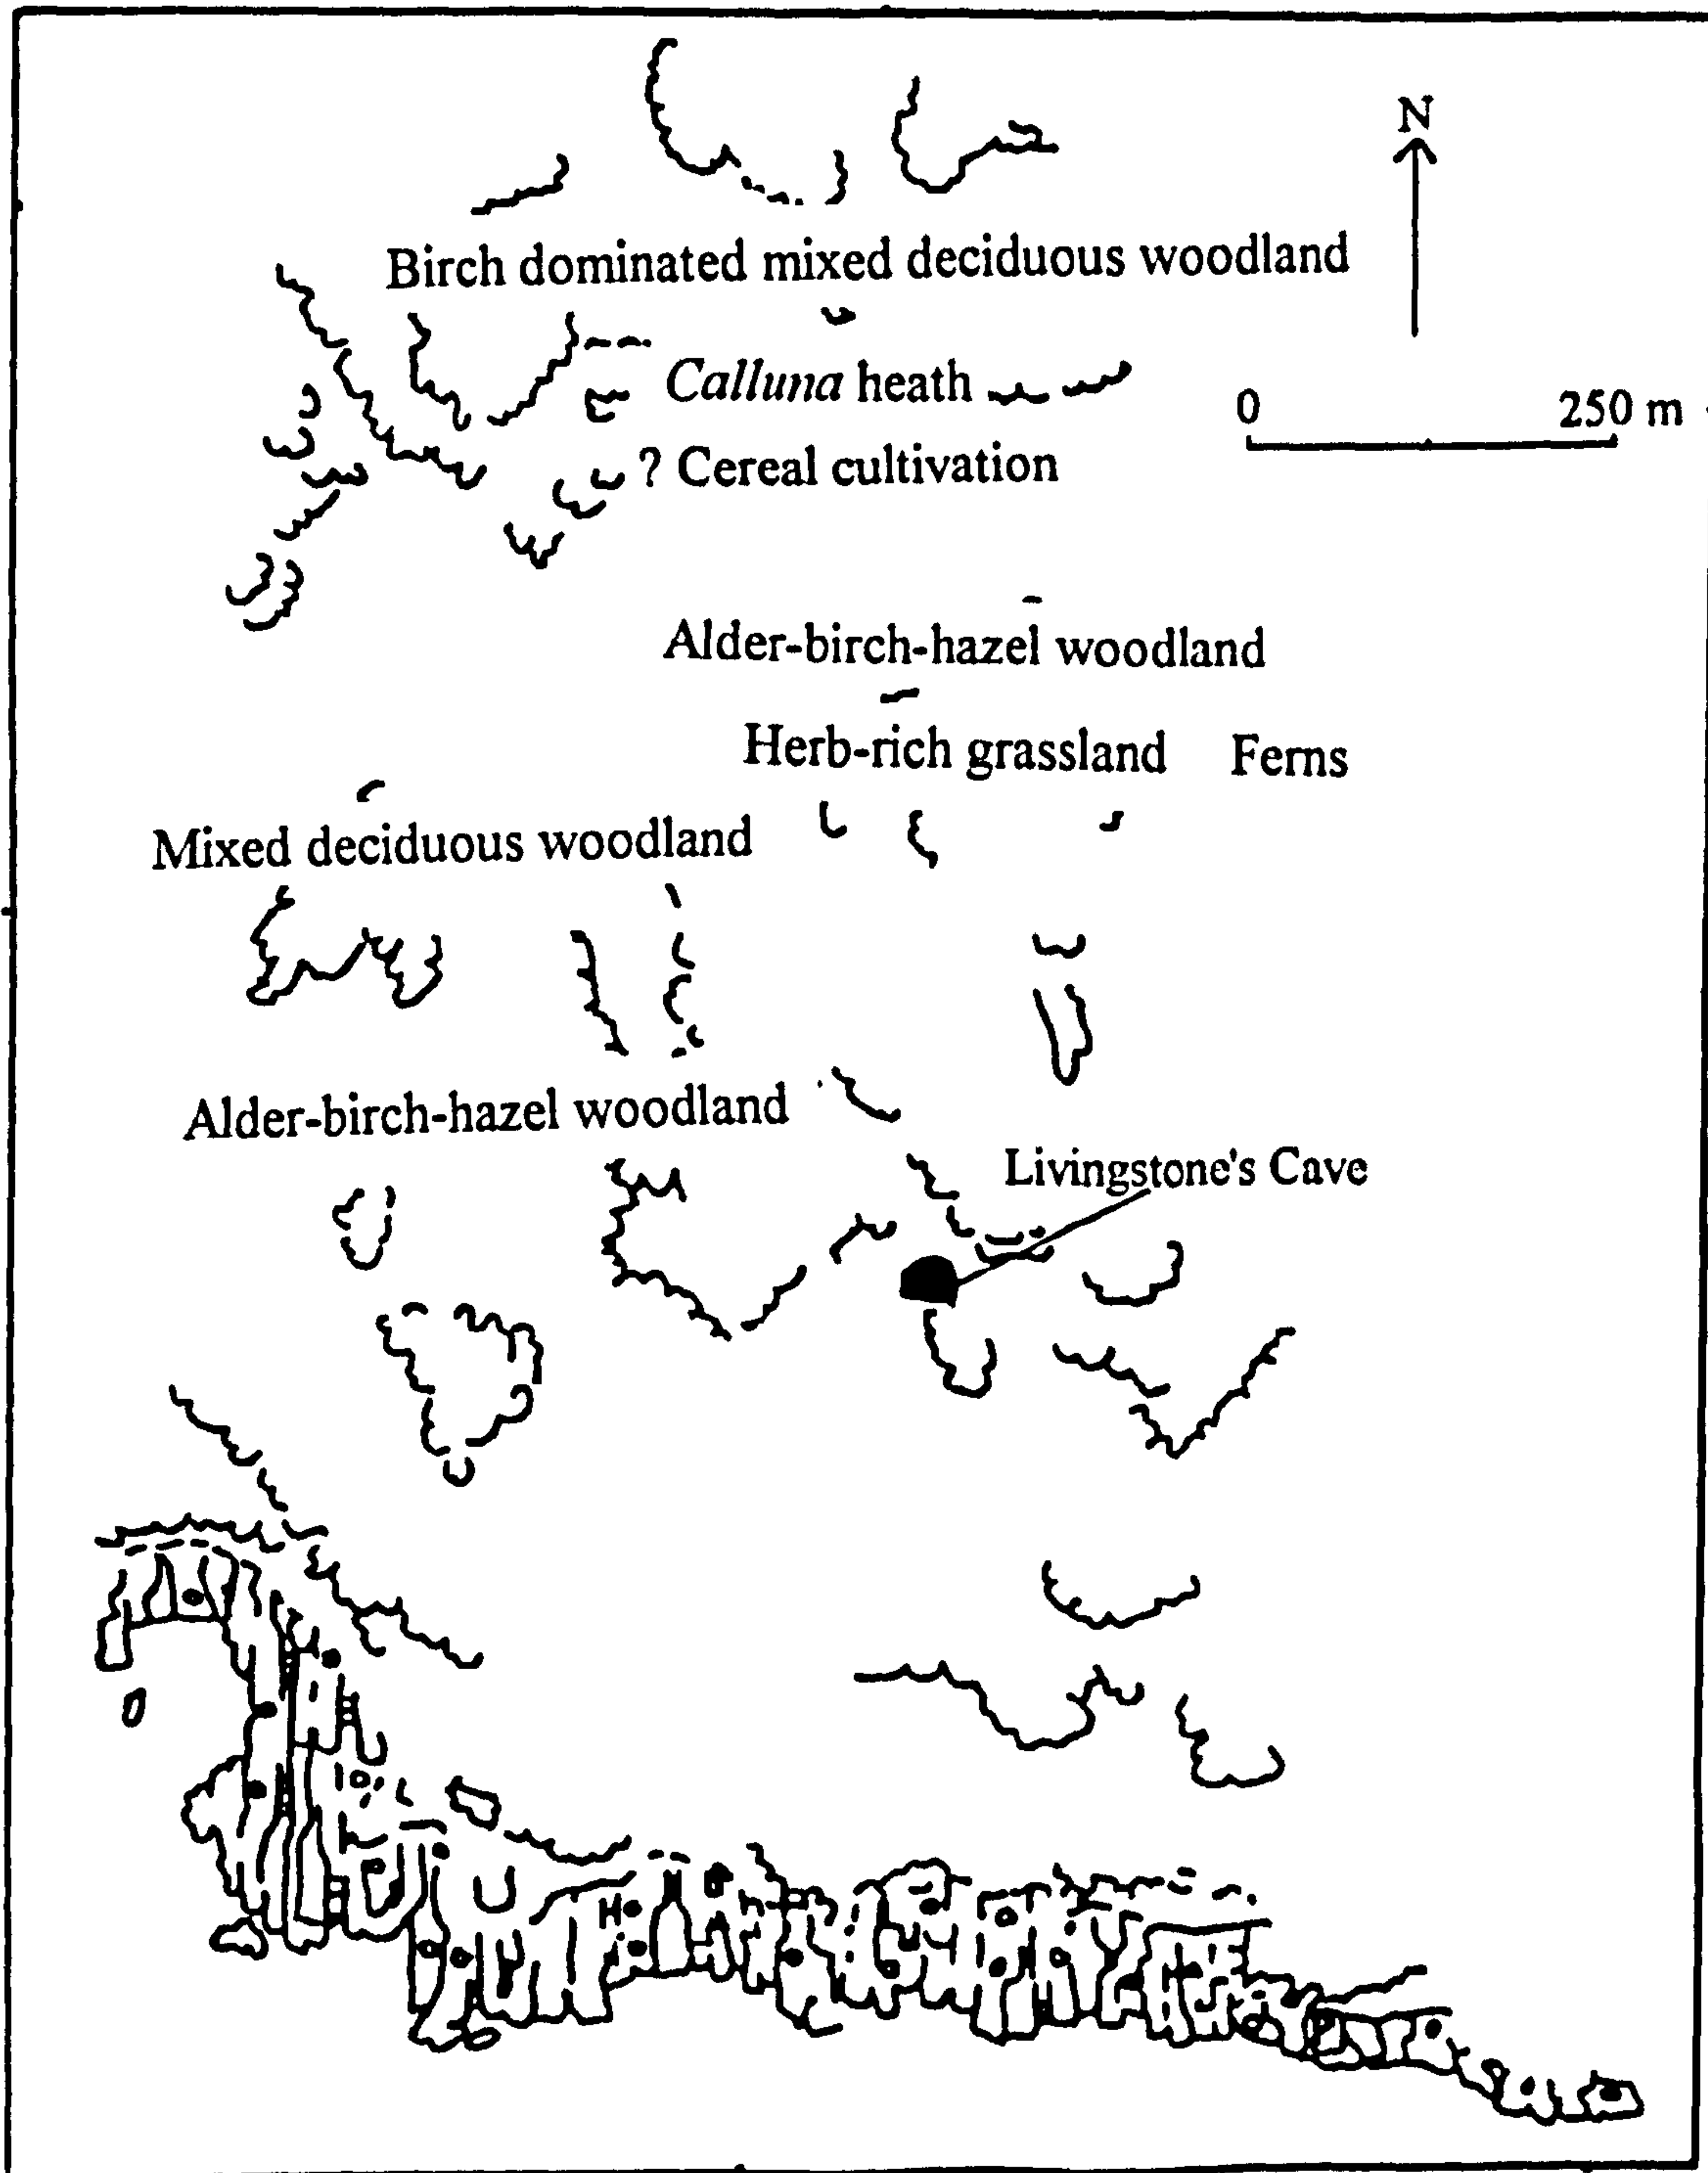 N
Birch dominated mixed deciduous woodland
Calluna heath
0 250 m
? Cereal cultivation
Alder-birch-hazel woodland
Herb-rich grassland Ferns
Mixed deciduous woodland
Alder-birch-hazel woodland
Livingstone's Cave